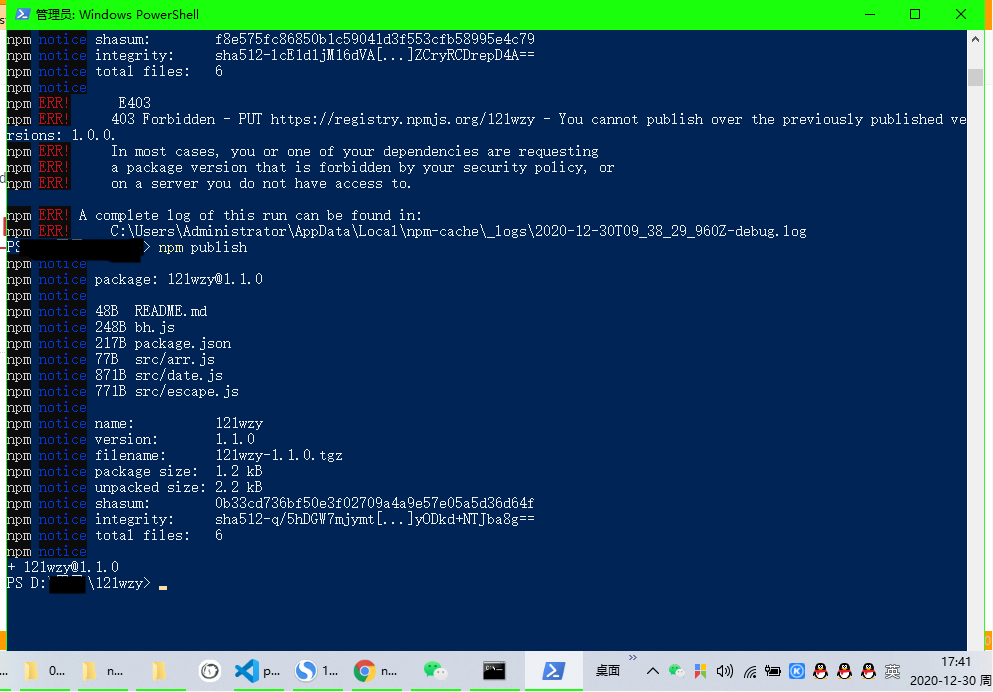 管理员: Windows PowerShell
npm notice shasum: f8e575fc86850b1c59041d3f553cfb58995e4c79
npm notice integrity: sha512-1cE1d1jM16dVA[...]ZCryRCDrepD4A==
npm notice total files: 6
npm notice
npm ERR! E403
npm ERR! 403 Forbidden - PUT https://registry.npmjs.org/121wzy - You cannot publish over the previously published ve
rsions: 1.0.0.
npm ERR! In most cases, you or one of your dependencies are requesting
npm ERR! a package version that is forbidden by your security policy, or
npm ERR! on a server you do not have access to.
npm ERR! A complete log of this run can be found in:
npm ERR! C:\Users\Administrator\AppData\Local\npm-cache\_logs\2020-12-30T09_38_29_960Z-debug.log
PS > npm publish
npm notice
npm notice package: 121wzy@1.1.0
npm notice
npm notice 48B README.md
npm notice 248B bh.js
npm notice 217B package.json
npm notice 77B src/arr.js
npm notice 871B src/date.js
npm notice 771B src/escape.js
npm notice
npm notice name: 121wzy
npm notice version: 1.1.0
npm notice filename: 121wzy-1.1.0.tgz
npm notice package size: 1.2 kB
npm notice unpacked size: 2.2 kB
npm notice shasum: 0b33cd736bf50e3f02709a4a9e57e05a5d36d64f
npm notice integrity: sha512-q/5hDGW7mjymt[...]yODkd+NTJba8g==
npm notice total files: 6
npm notice
+ 121wzy@1.1.0
PS D:\ \121wzy>
0... n... p... 1... n... 桌面 英 17:41
2020-12-30 周